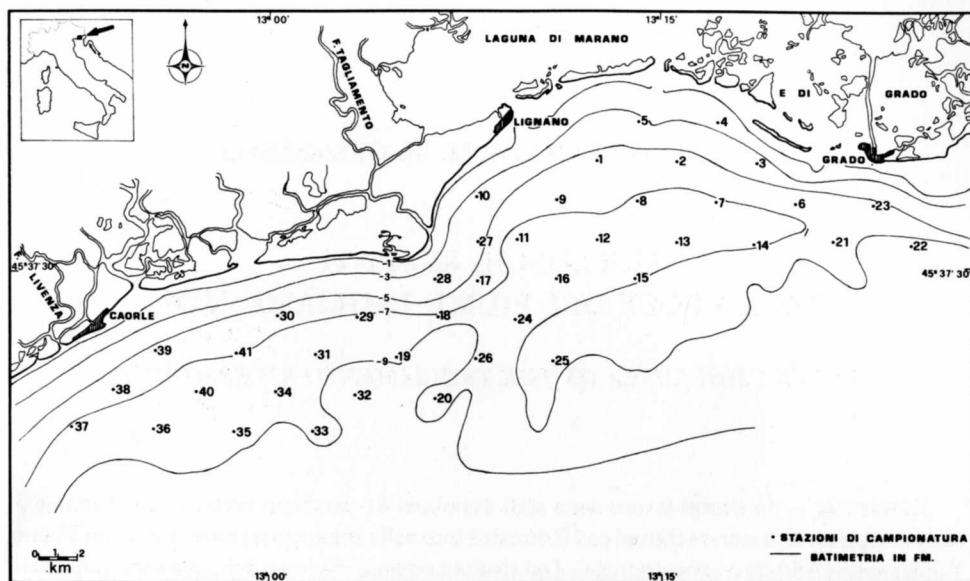 13° 00' 13° 15'
LAGUNA DI MARANO
F. TAGLIAMENTO
N
E DI GRADO
LIGNANO
5 4
GRADO
1 2 3
10 9 8 7 6 23
27 11 12 13 14 21 22
45° 37' 30" 45° 37' 30"
-1
-3
28 17 16 15
LIVENZA
-5
-7
CAORLE
30 29 18 24
39 41 31 -9 19 26 25
38 40 34 32 20
37 36 35 33
0 1 2
km
• STAZIONI DI CAMPIONATURA
BATIMETRIA IN FM.
13° 00' 13° 15'